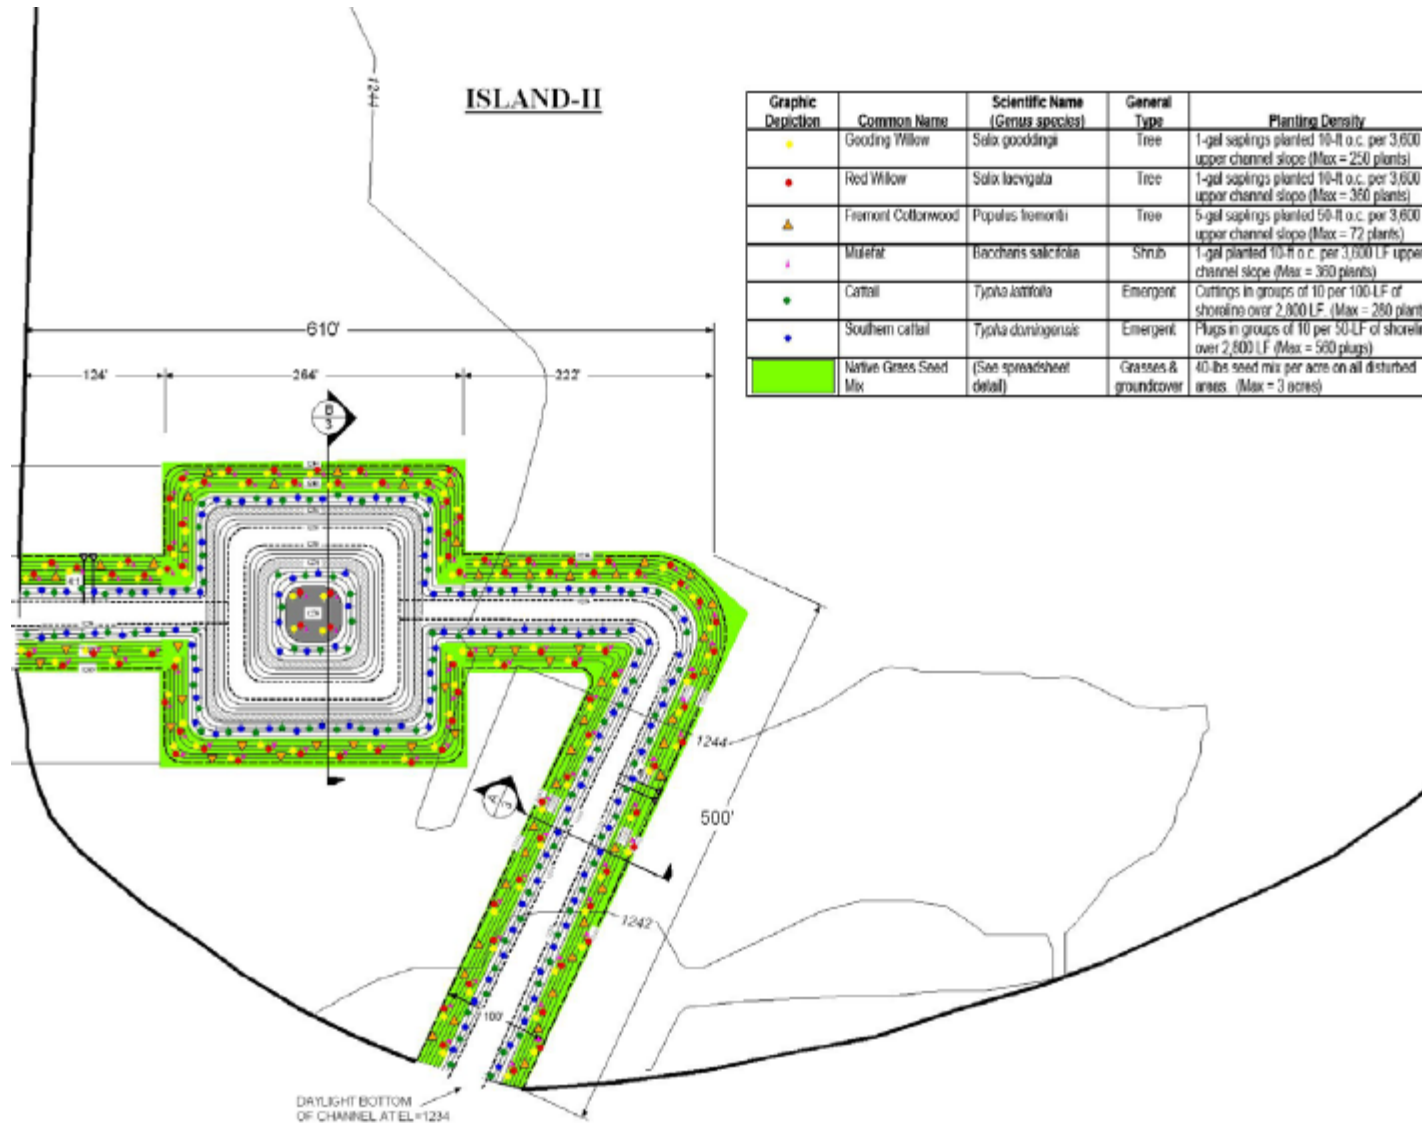 ISLAND-II
1244
Graphic Depiction
Common Name
Scientific Name (Genus species)
General Type
Planting Density
Gooding Willow
Salix gooddingii
Tree
1-gal saplings planted 10-ft o.c. per 3,600
upper channel slope (Max = 250 plants)
Red Willow
Salix laevigata
Tree
1-gal saplings planted 10-ft o.c. per 3,600
upper channel slope (Max = 360 plants)
Fremont Cottonwood
Populus fremontii
Tree
5-gal saplings planted 50-ft o.c. per 3,600
upper channel slope (Max = 72 plants)
Mulefat
Baccharis salicifolia
Shrub
1-gal planted 10-ft o.c. per 3,600 LF upper
channel slope (Max = 360 plants)
Cattail
Typha latifolia
Emergent
Cuttings in groups of 10 per 100-LF of
shoreline over 2,800 LF. (Max = 280 plant
Southern cattail
Typha domingensis
Emergent
Plugs in groups of 10 per 50-LF of shoreli
over 2,800 LF (Max = 560 plugs)
Native Grass Seed
Mix
(See spreadsheet
detail)
Grasses &
groundcover
40-lbs seed mix per acre on all disturbed
areas. (Max = 3 acres)
610'
124'
264'
222'
B
3
41
1244
A
3
500'
1242
100'
DAYLIGHT BOTTOM
OF CHANNEL AT EL=1234